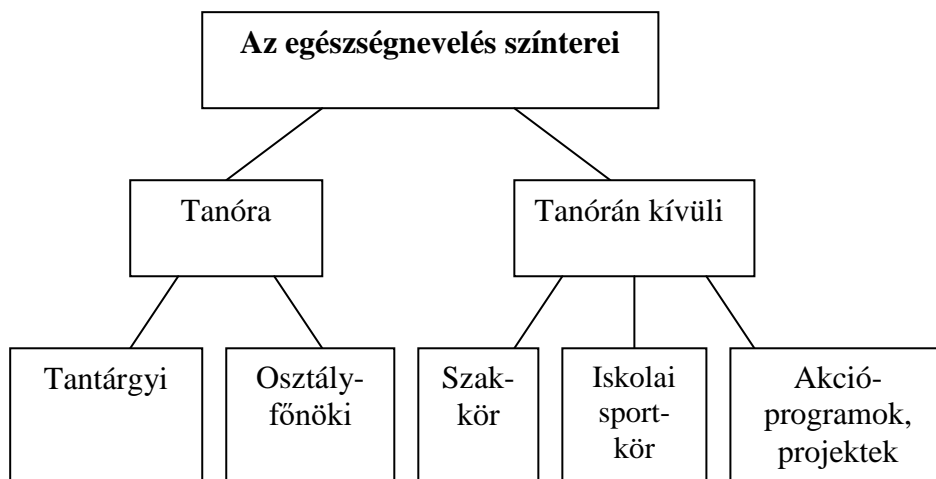 Az egészségnevelés színterei
Tanóra
Tanórán kívüli
Tantárgyi
Osztály-
főnöki
Szak-
kör
Iskolai
sport-
kör
Akció-
programok,
projektek